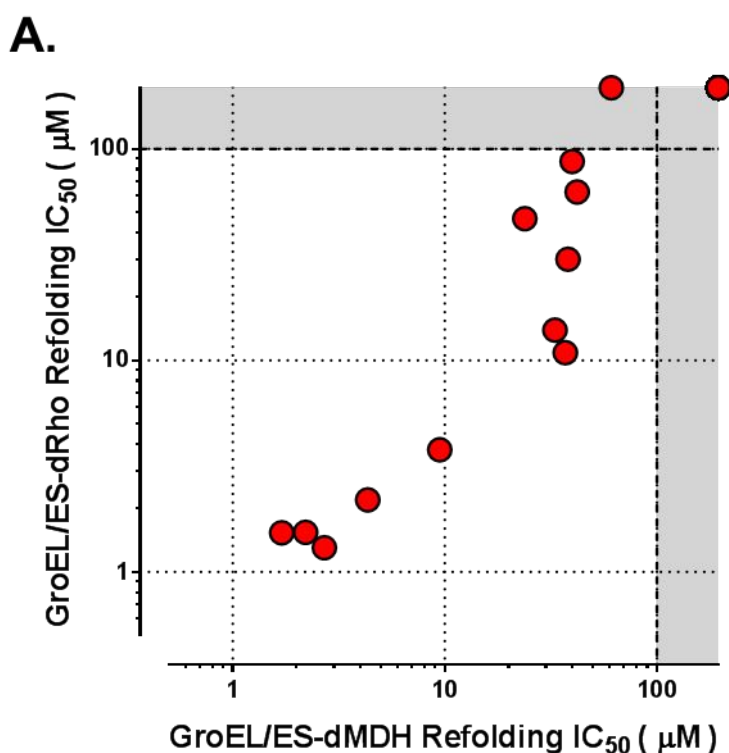 A.
GroEL/ES-dRho Refolding IC50 ( μM )
100
10
1
1
10
100
GroEL/ES-dMDH Refolding IC50 ( μM )